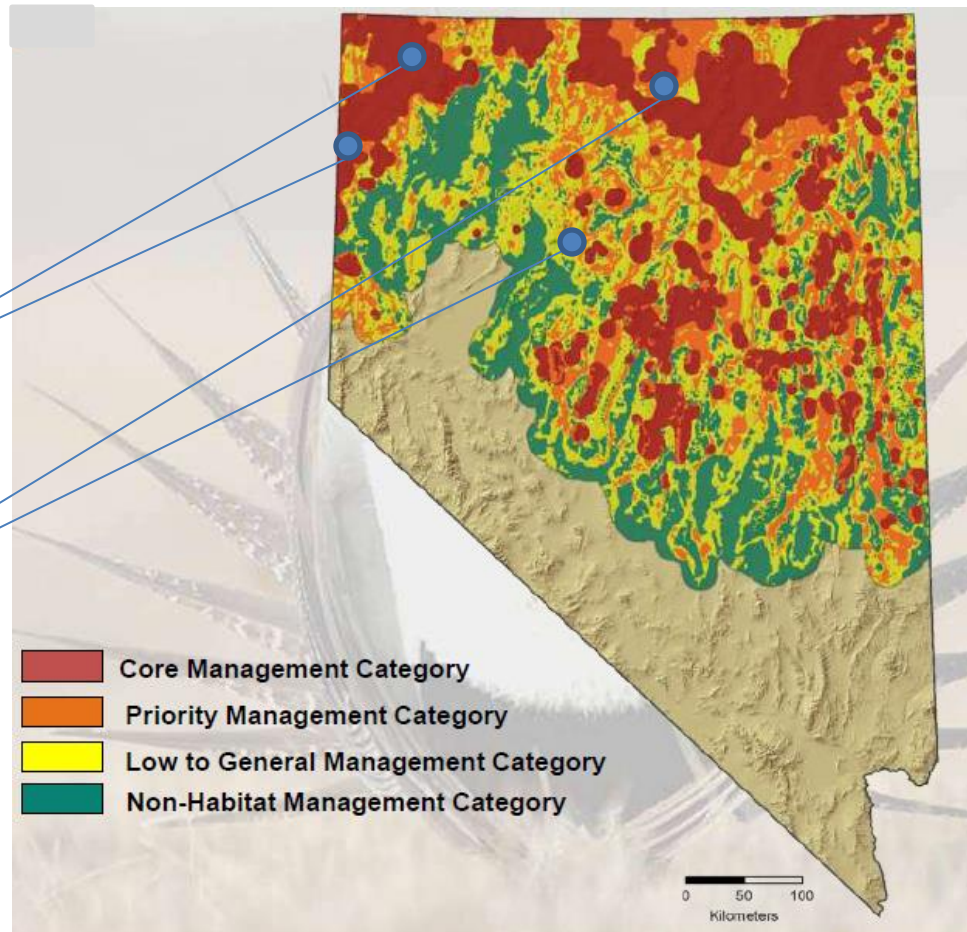 Core Management Category
Priority Management Category
Low to General Management Category
Non-Habitat Management Category
0 50 100
Kilometers